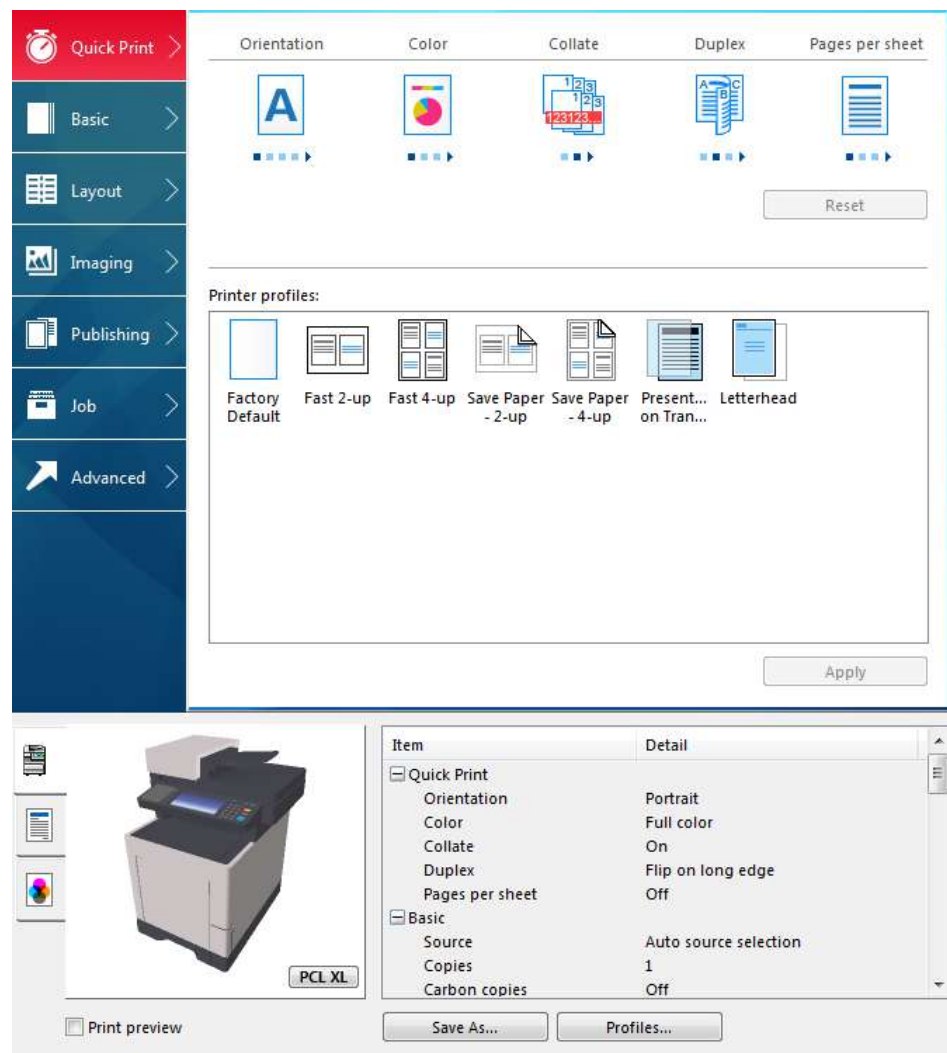 Quick Print
Basic
Layout
Imaging
Publishing
Job
Advanced
Orientation Color Collate Duplex Pages per sheet
A
123
123
123123...
A B C
Reset
Printer profiles:
Factory Default
Fast 2-up
Fast 4-up
Save Paper - 2-up
Save Paper - 4-up
Present... on Tran...
Letterhead
Apply
PCL XL
Print preview
Item Detail
Quick Print
Orientation Portrait
Color Full color
Collate On
Duplex Flip on long edge
Pages per sheet Off
Basic
Source Auto source selection
Copies 1
Carbon copies Off
Save As... Profiles...